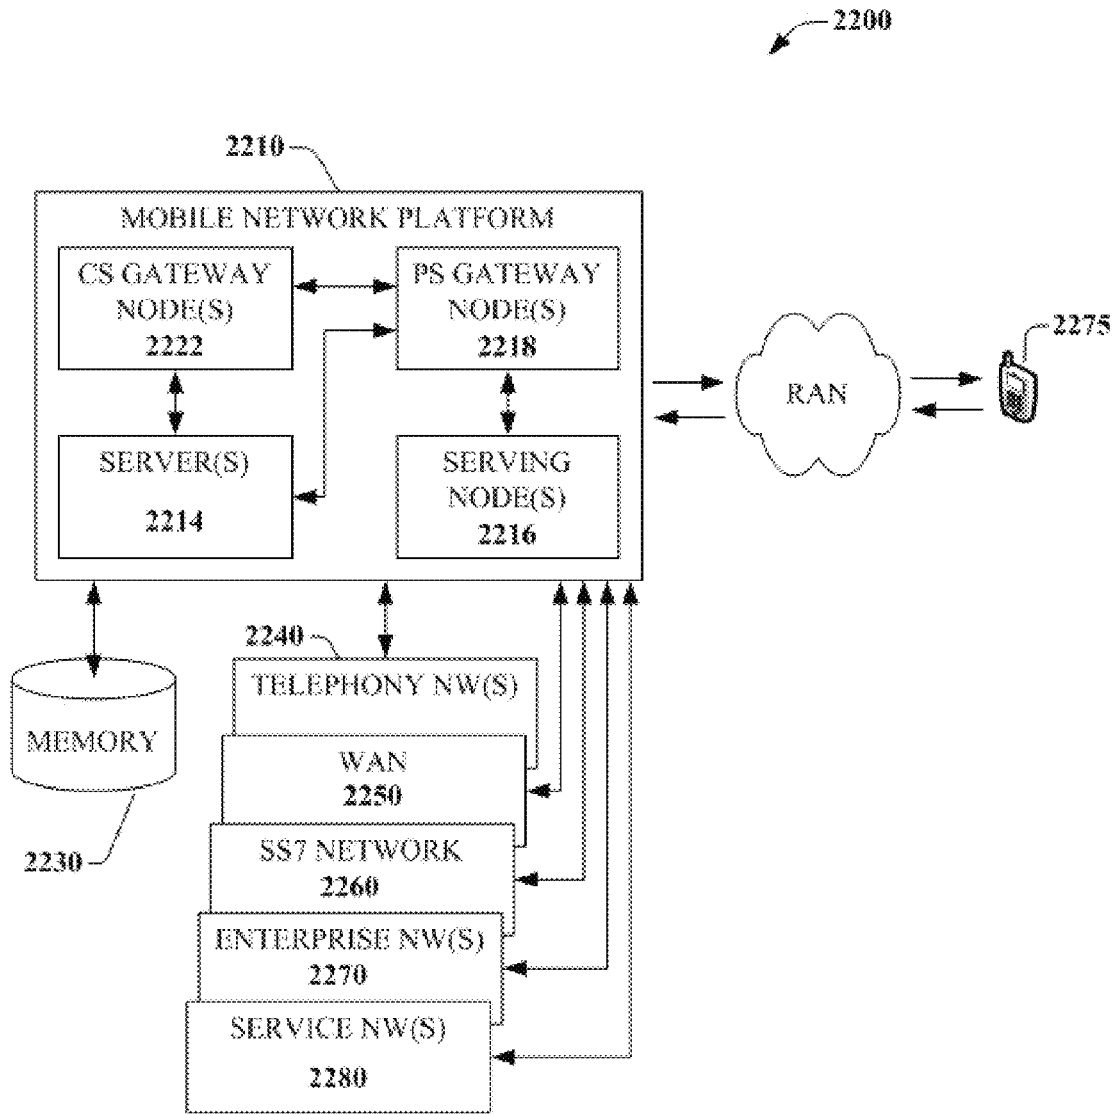 2200
2210
MOBILE NETWORK PLATFORM
CS GATEWAY
NODE(S)
2222
PS GATEWAY
NODE(S)
2218
SERVER(S)
2214
SERVING
NODE(S)
2216
RAN
2275
2240
TELEPHONY NW(S)
MEMORY
2230
WAN
2250
SS7 NETWORK
2260
ENTERPRISE NW(S)
2270
SERVICE NW(S)
2280